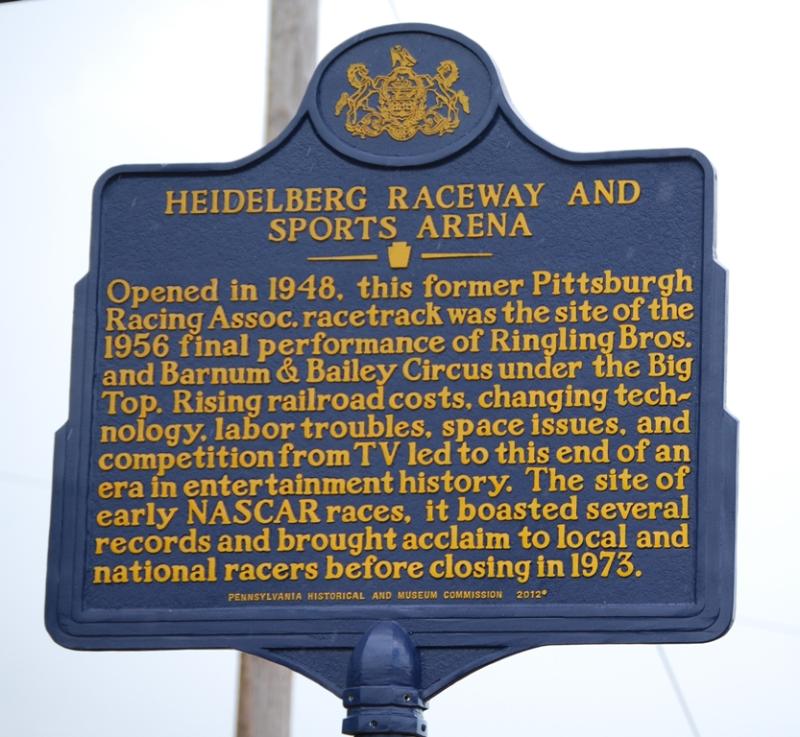 HEIDELBERG RACEWAY AND
SPORTS ARENA
Opened in 1948, this former Pittsburgh
Racing Assoc. racetrack was the site of the
1956 final performance of Ringling Bros.
and Barnum & Bailey Circus under the Big
Top. Rising railroad costs, changing tech-
nology, labor troubles, space issues, and
competition from TV led to this end of an
era in entertainment history. The site of
early NASCAR races, it boasted several
records and brought acclaim to local and
national racers before closing in 1973.
PENNSYLVANIA HISTORICAL AND MUSEUM COMMISSION 2012®